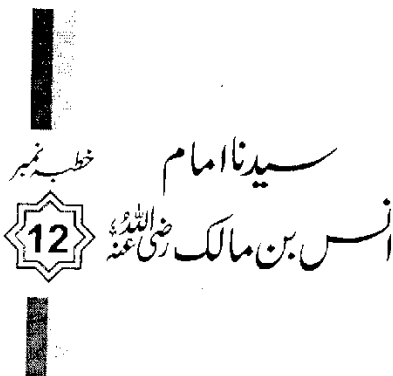 سیدنا امام
انس بن مالک رضی اللہ عنہ
خطبہ نمبر
12